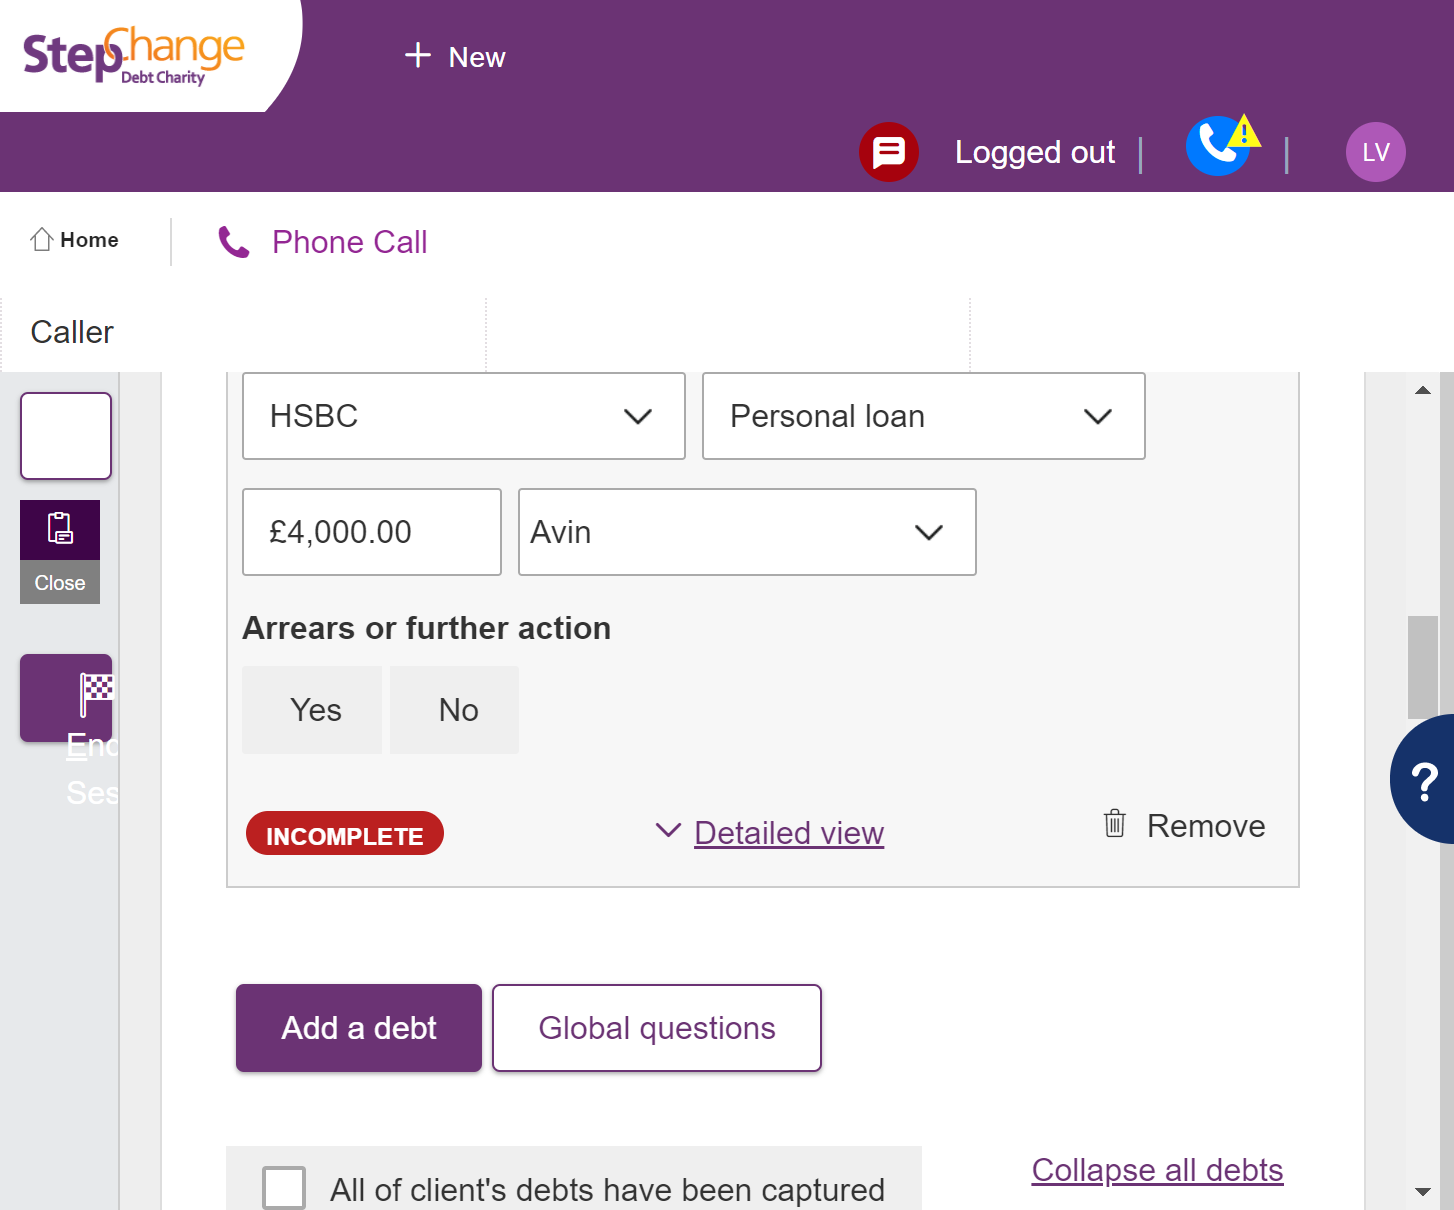 StepChange
Debt Charity
+ New
Logged out
LV
Home
Phone Call
Caller
HSBC
Personal loan
£4,000.00
Avin
Close
Arrears or further action
Yes
No
End
Ses
INCOMPLETE
Detailed view
Remove
?
Add a debt
Global questions
Collapse all debts
All of client's debts have been captured